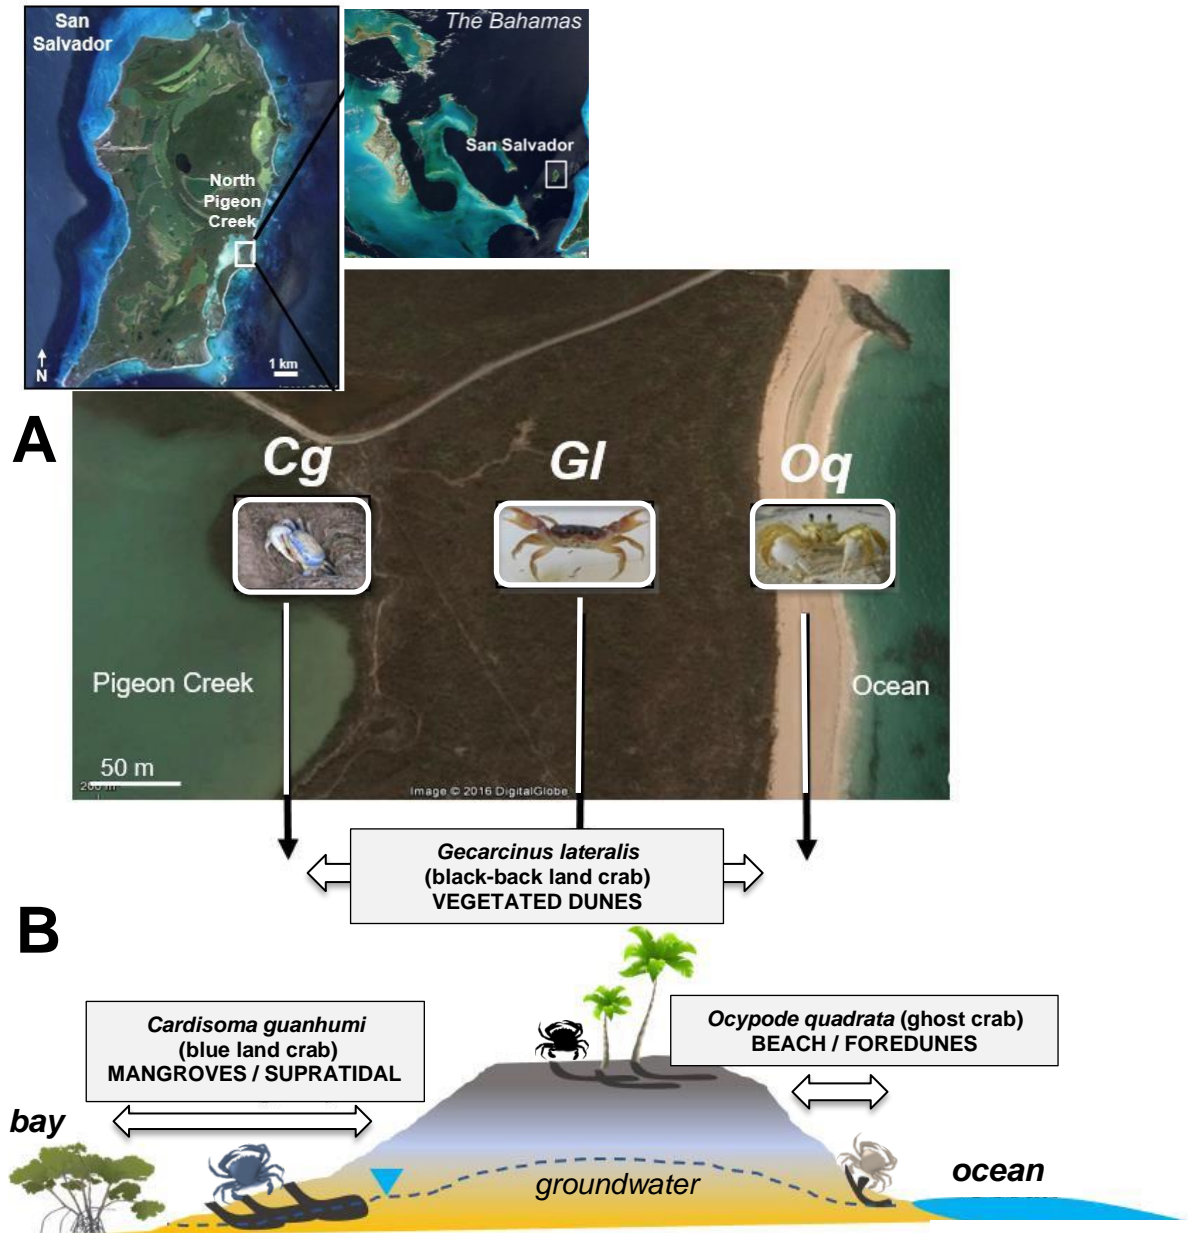 San
Salvador
North
Pigeon
Creek
N
1 km
The Bahamas
San Salvador
A
Cg
Gl
Oq
Pigeon Creek
Ocean
50 m
Image © 2016 DigitalGlobe
Gecarcinus lateralis
(black-back land crab)
VEGETATED DUNES
B
Cardisoma guanhumi
(blue land crab)
MANGROVES / SUPRATIDAL
Ocypode quadrata (ghost crab)
BEACH / FOREDUNES
bay
groundwater
ocean